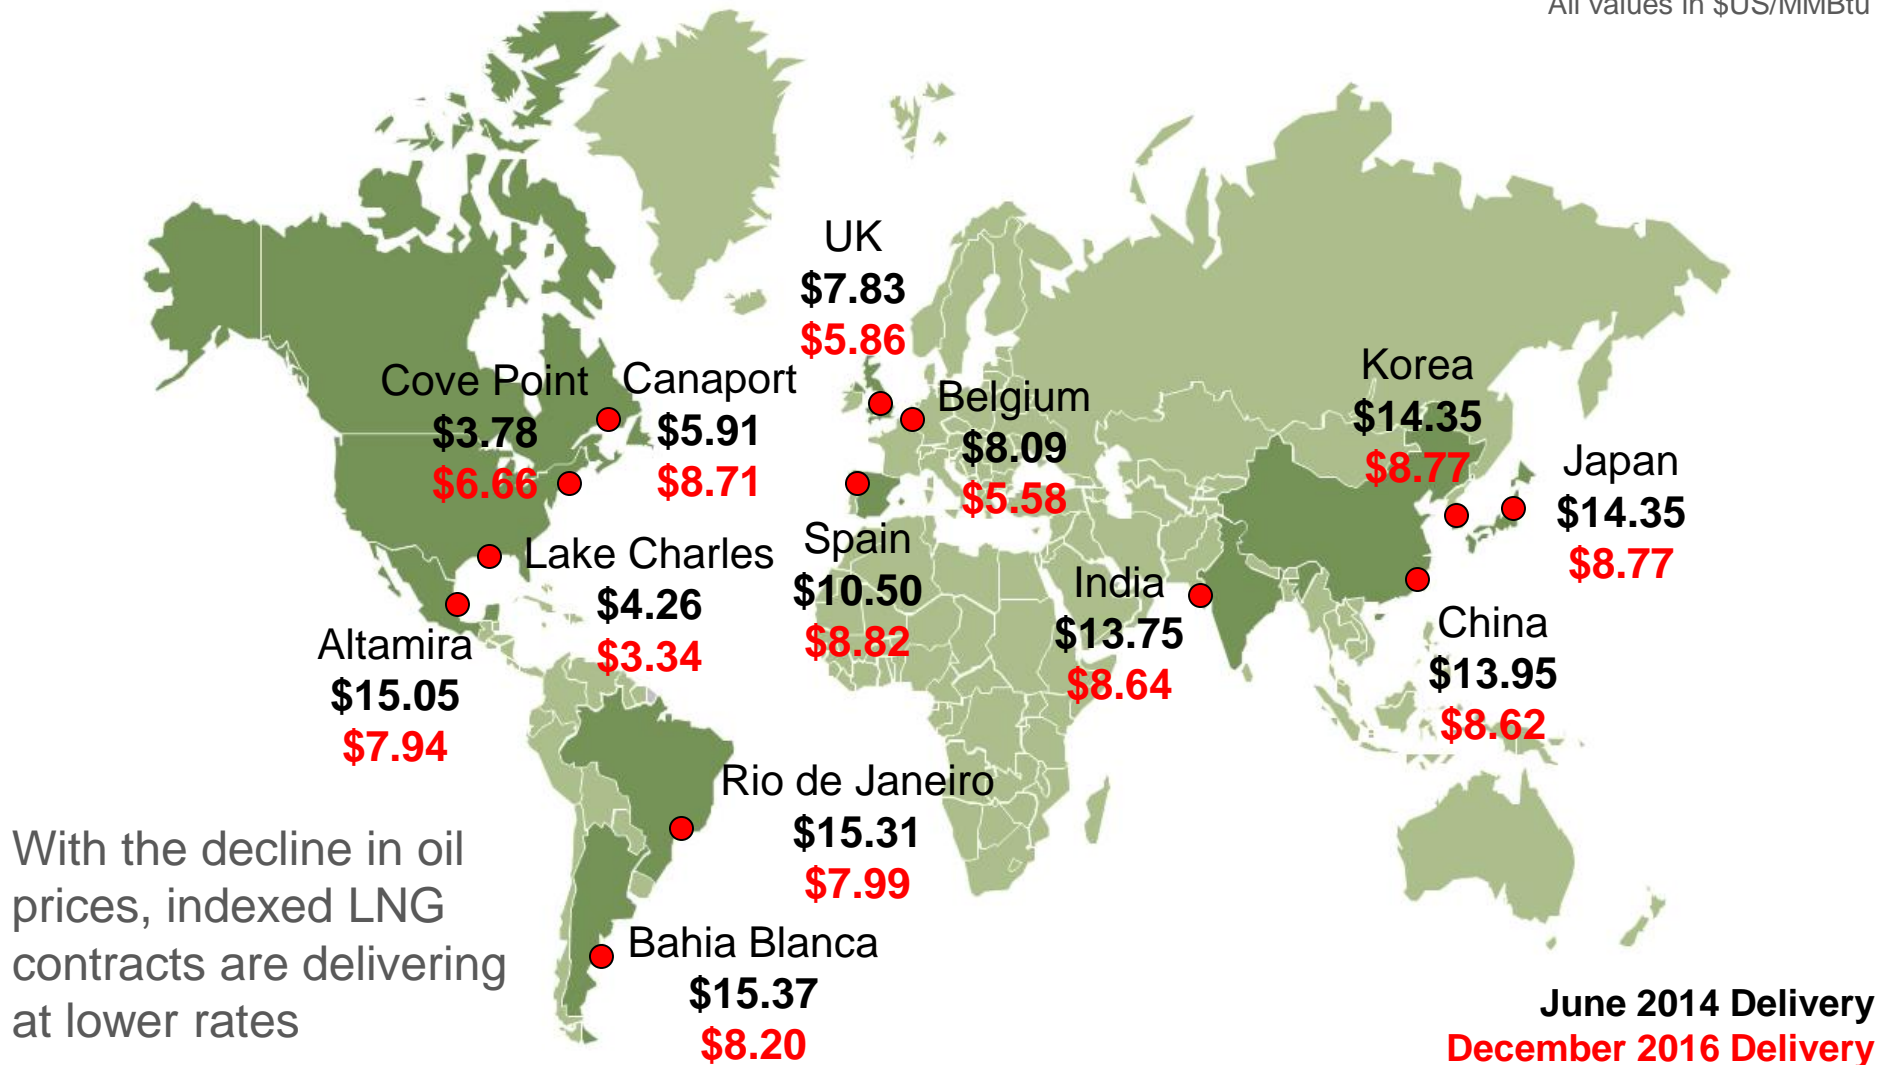 All values in $US/MMBtu
UK
$7.83
$5.86
Cove Point
$3.78
$6.66
Canaport
$5.91
$8.71
Belgium
$8.09
$5.58
Korea
$14.35
$8.77
Japan
$14.35
$8.77
Lake Charles
$4.26
$3.34
Spain
$10.50
$8.82
India
$13.75
$8.64
China
$13.95
$8.62
Altamira
$15.05
$7.94
Rio de Janeiro
$15.31
$7.99
Bahia Blanca
$15.37
$8.20
With the decline in oil
prices, indexed LNG
contracts are delivering
at lower rates
June 2014 Delivery
December 2016 Delivery